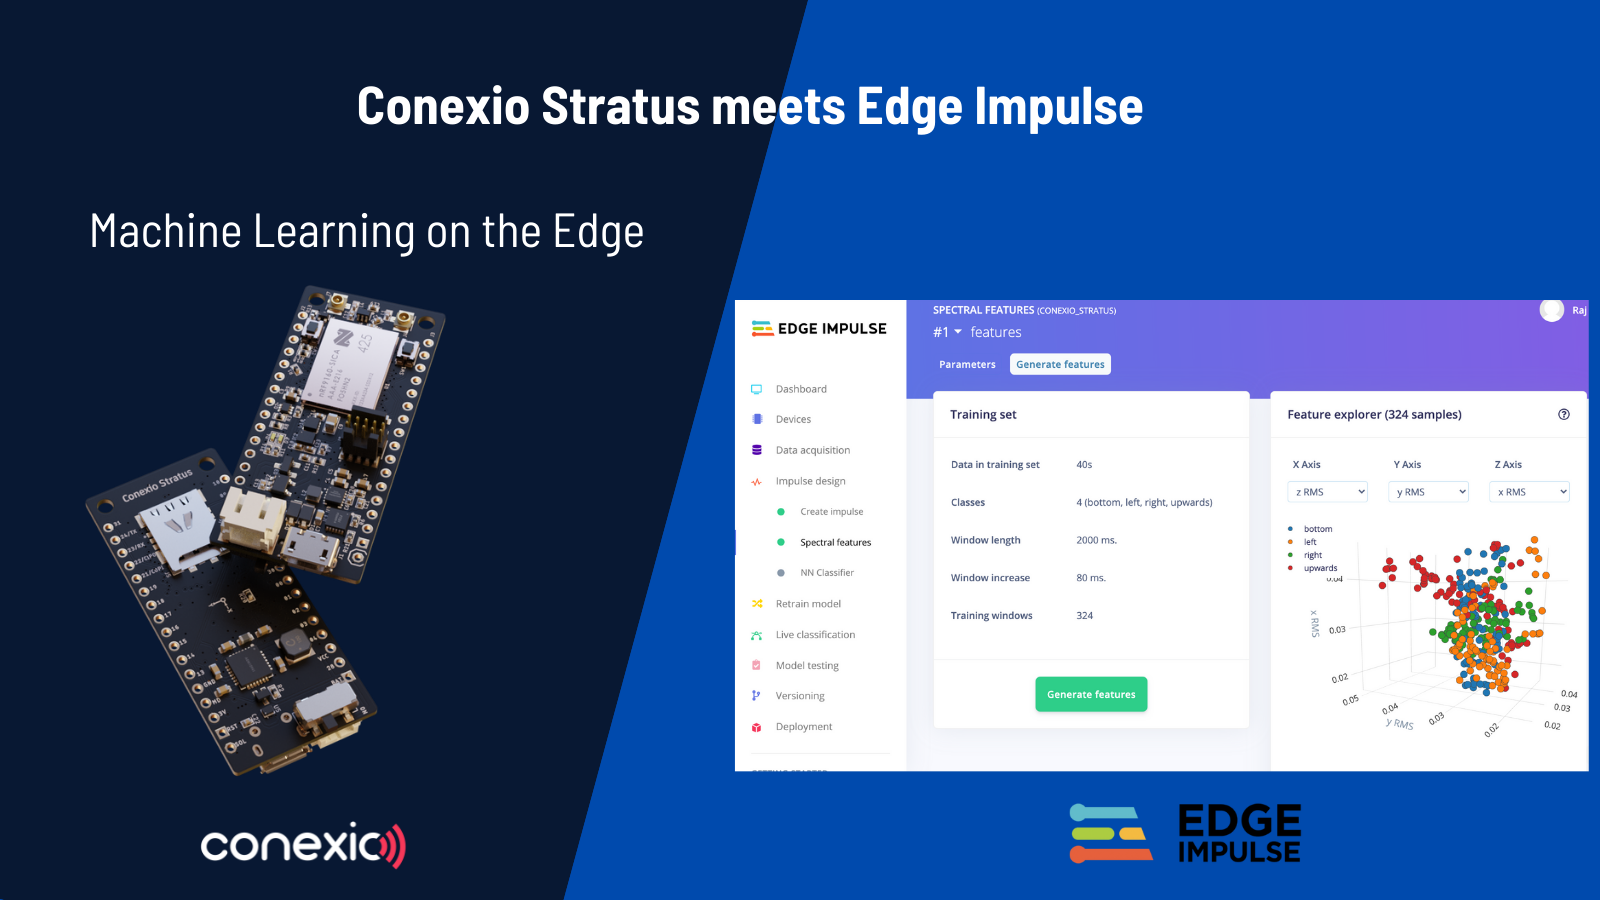 Conexio Stratus meets Edge Impulse
Machine Learning on the Edge
Conexio Stratus
425
conexio
EDGE IMPULSE
Dashboard
Devices
Data acquisition
Impulse design
Create impulse
Spectral features
NN Classifier
Retrain model
Live classification
Model testing
Versioning
Deployment
SPECTRAL FEATURES (CONEXIO_STRATUS)
#1 features
Raj
Parameters Generate features
Training set
Data in training set 40s
Classes 4 (bottom, left, right, upwards)
Window length 2000 ms.
Window increase 80 ms.
Training windows 324
Generate features
Feature explorer (324 samples)
X Axis Y Axis Z Axis
z RMS y RMS x RMS
bottom
left
right
upwards
0.04
0.03
0.02
x RMS
0.05
0.04
0.03
0.02
y RMS
0.04
0.03
0.02
EDGE
IMPULSE